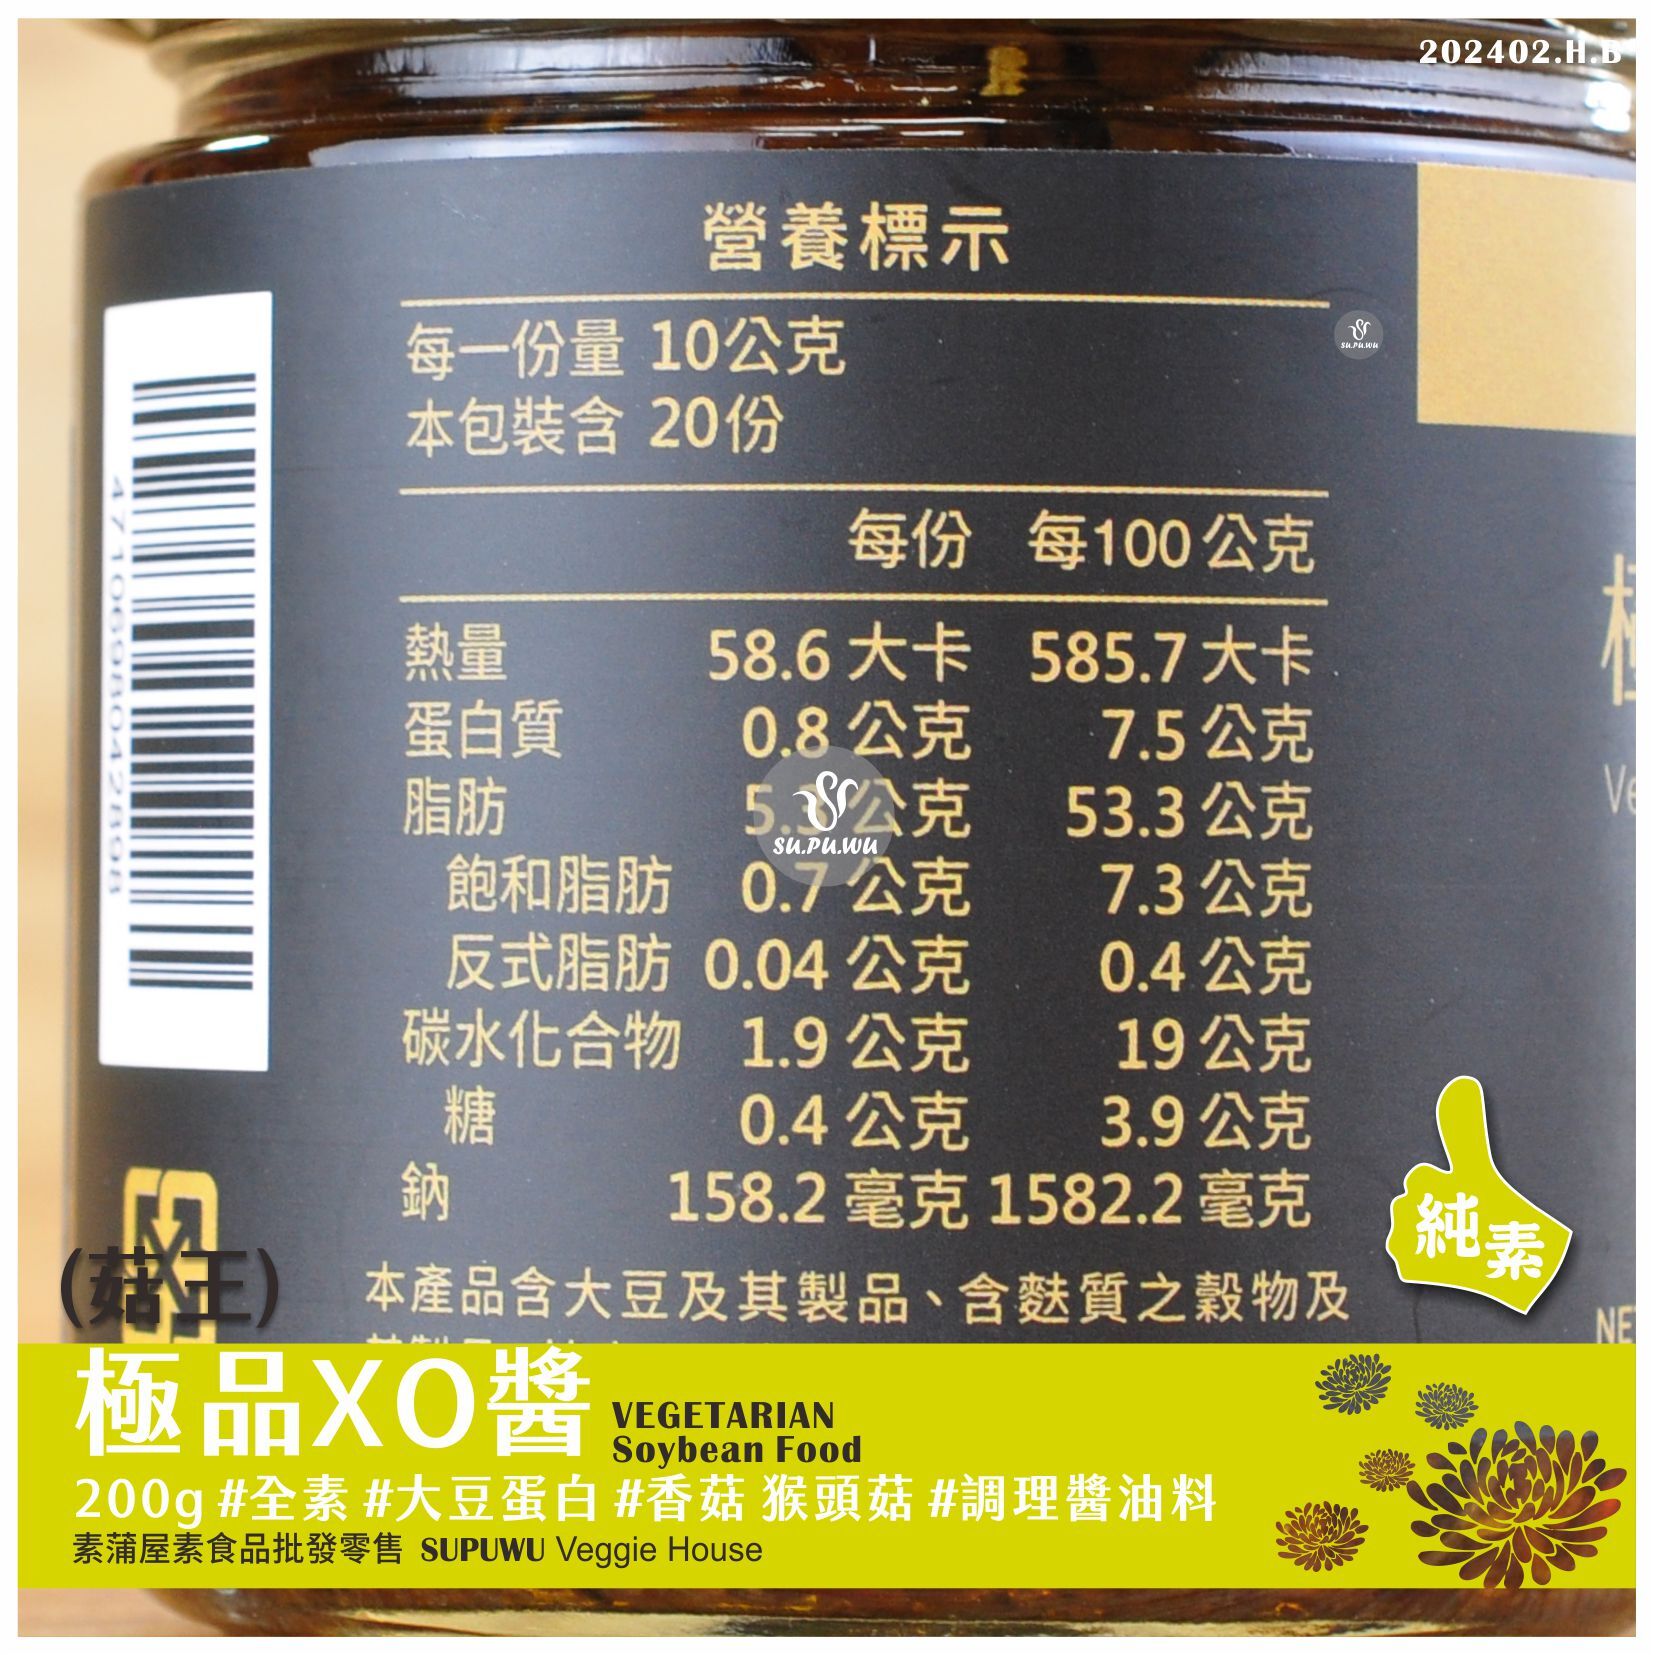 202402.H.B
營養標示
每一份量 10公克
本包裝含 20份
每份 每100公克
熱量 58.6 大卡 585.7 大卡
蛋白質 0.8 公克 7.5 公克
脂肪 5.3 公克 53.3 公克
飽和脂肪 0.7 公克 7.3 公克
反式脂肪 0.04 公克 0.4 公克
碳水化合物 1.9 公克 19 公克
糖 0.4 公克 3.9 公克
鈉 158.2 毫克 1582.2 毫克
本產品含大豆及其製品、含麩質之穀物及
4710698042898
su.pu.wu
su.pu.wu
純素
(菇王)
極品XO醬 VEGETARIAN
Soybean Food
200g #全素 #大豆蛋白 #香菇 猴頭菇 #調理醬油料
素蒲屋素食品批發零售 SUPUWU Veggie House